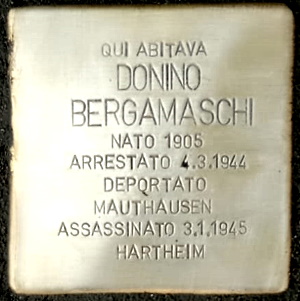 QUI ABITAVA
DONINO
BERGAMASCHI
NATO 1905
ARRESTATO 4.3.1944
DEPORTATO
MAUTHAUSEN
ASSASSINATO 3.1.1945
HARTHEIM